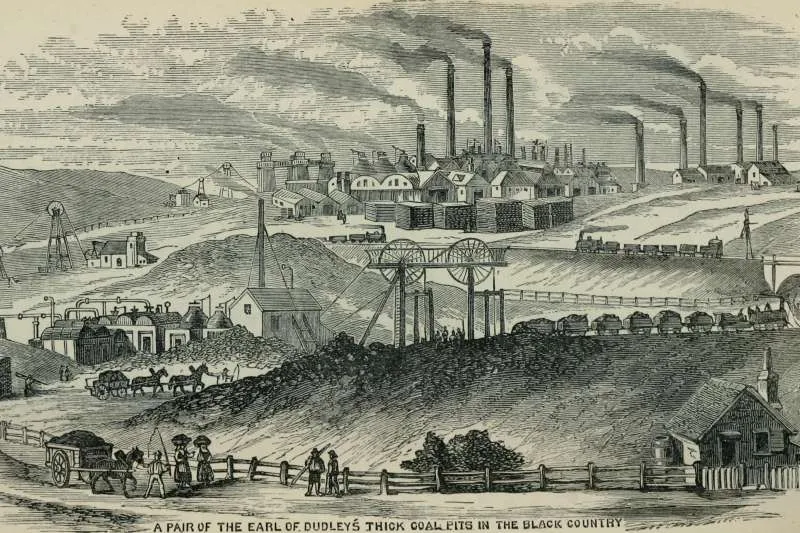 A PAIR OF THE EARL OF DUDLEY'S THICK COAL PITS IN THE BLACK COUNTRY